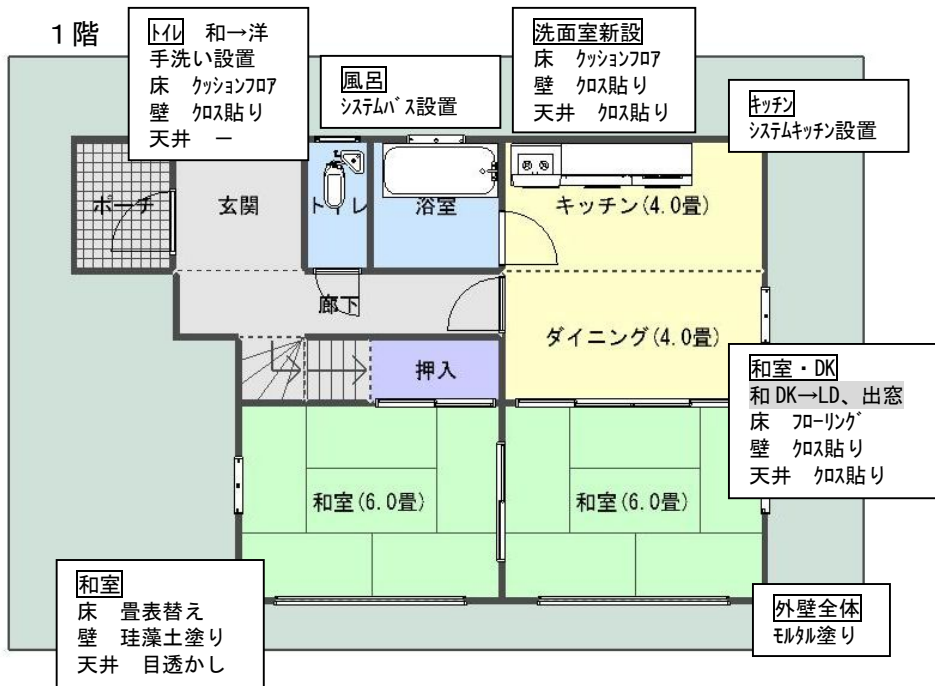 1階
ﾄｲﾚ 和→洋
手洗い設置
床 ｸｯｼｮﾝﾌﾛｱ
壁 ｸﾛｽ貼り
天井 ー
風呂
ｼｽﾃﾑﾊﾞｽ設置
洗面室新設
床 ｸｯｼｮﾝﾌﾛｱ
壁 ｸﾛｽ貼り
天井 ｸﾛｽ貼り
ｷｯﾁﾝ
ｼｽﾃﾑｷｯﾁﾝ設置
ポーチ
玄関
トイレ
浴室
キッチン(4.0畳)
廊下
ダイニング(4.0畳)
押入
和室・DK
和DK→LD、出窓
床 ﾌﾛｰﾘﾝｸﾞ
壁 ｸﾛｽ貼り
天井 ｸﾛｽ貼り
和室(6.0畳)
和室(6.0畳)
和室
床 畳表替え
壁 珪藻土塗り
天井 目透かし
外壁全体
ﾓﾙﾀﾙ塗り